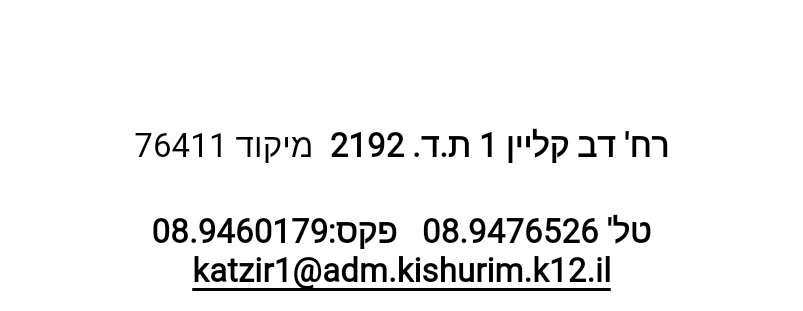 רח' דב קליין 1 ת.ד. 2192 מיקוד 76411
טל' 08.9476526 פקס:08.9460179
katzir1@adm.kishurim.k12.il